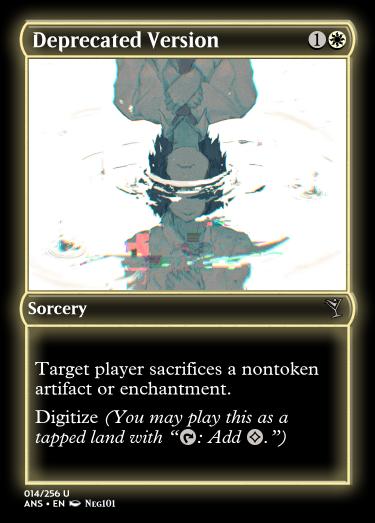 Deprecated Version 1
Sorcery
Target player sacrifices a nontoken
artifact or enchantment.
Digitize (You may play this as a
tapped land with “: Add .”)
014/256 U
ANS • EN Neg101